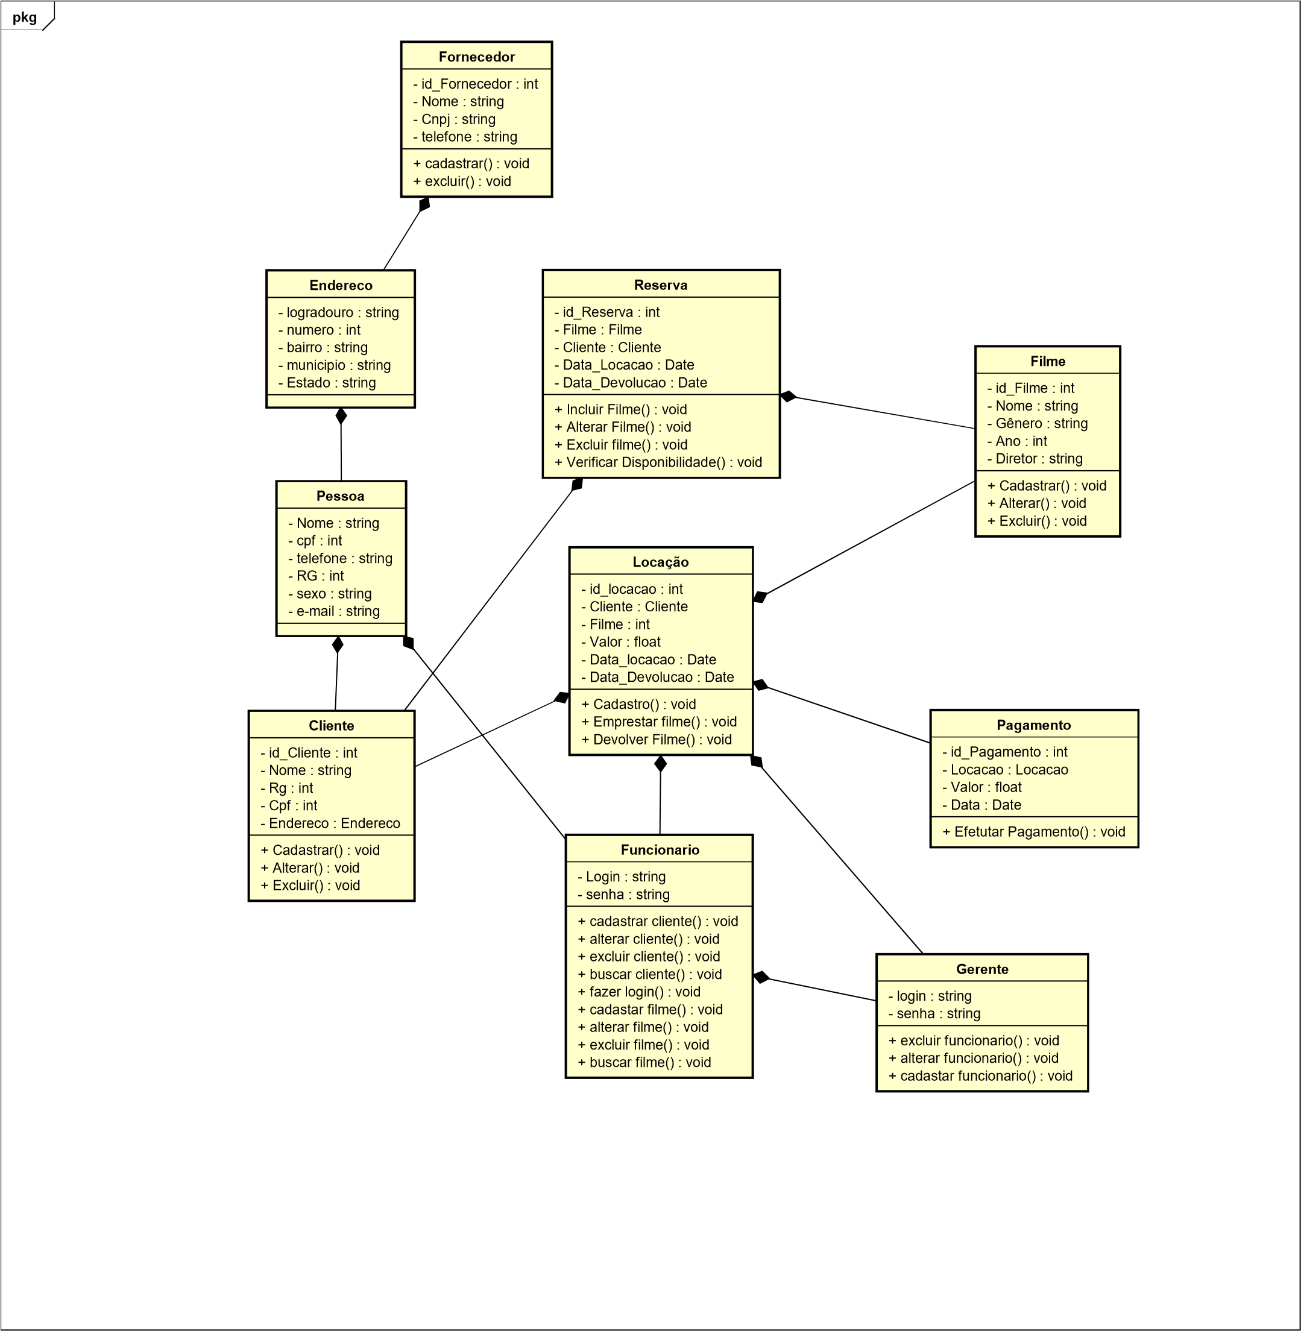 pkg
Fornecedor
- id_Fornecedor : int
- Nome : string
- Cnpj : string
- telefone : string
+ cadastrar() : void
+ excluir() : void
Endereco
- logradouro : string
- numero : int
- bairro : string
- municipio : string
- Estado : string
Reserva
- id_Reserva : int
- Filme : Filme
- Cliente : Cliente
- Data_Locacao : Date
- Data_Devolucao : Date
+ Incluir Filme() : void
+ Alterar Filme() : void
+ Excluir filme() : void
+ Verificar Disponibilidade() : void
Filme
- id_Filme : int
- Nome : string
- Gênero : string
- Ano : int
- Diretor : string
+ Cadastrar() : void
+ Alterar() : void
+ Excluir() : void
Pessoa
- Nome : string
- cpf : int
- telefone : string
- RG : int
- sexo : string
- e-mail : string
Locação
- id_locacao : int
- Cliente : Cliente
- Filme : int
- Valor : float
- Data_locacao : Date
- Data_Devolucao : Date
+ Cadastro() : void
+ Emprestar filme() : void
+ Devolver Filme() : void
Cliente
- id_Cliente : int
- Nome : string
- Rg : int
- Cpf : int
- Endereco : Endereco
+ Cadastrar() : void
+ Alterar() : void
+ Excluir() : void
Pagamento
- id_Pagamento : int
- Locacao : Locacao
- Valor : float
- Data : Date
+ Efetutar Pagamento() : void
Funcionario
- Login : string
- senha : string
+ cadastrar cliente() : void
+ alterar cliente() : void
+ excluir cliente() : void
+ buscar cliente() : void
+ fazer login() : void
+ cadastar filme() : void
+ alterar filme() : void
+ excluir filme() : void
+ buscar filme() : void
Gerente
- login : string
- senha : string
+ excluir funcionario() : void
+ alterar funcionario() : void
+ cadastar funcionario() : void